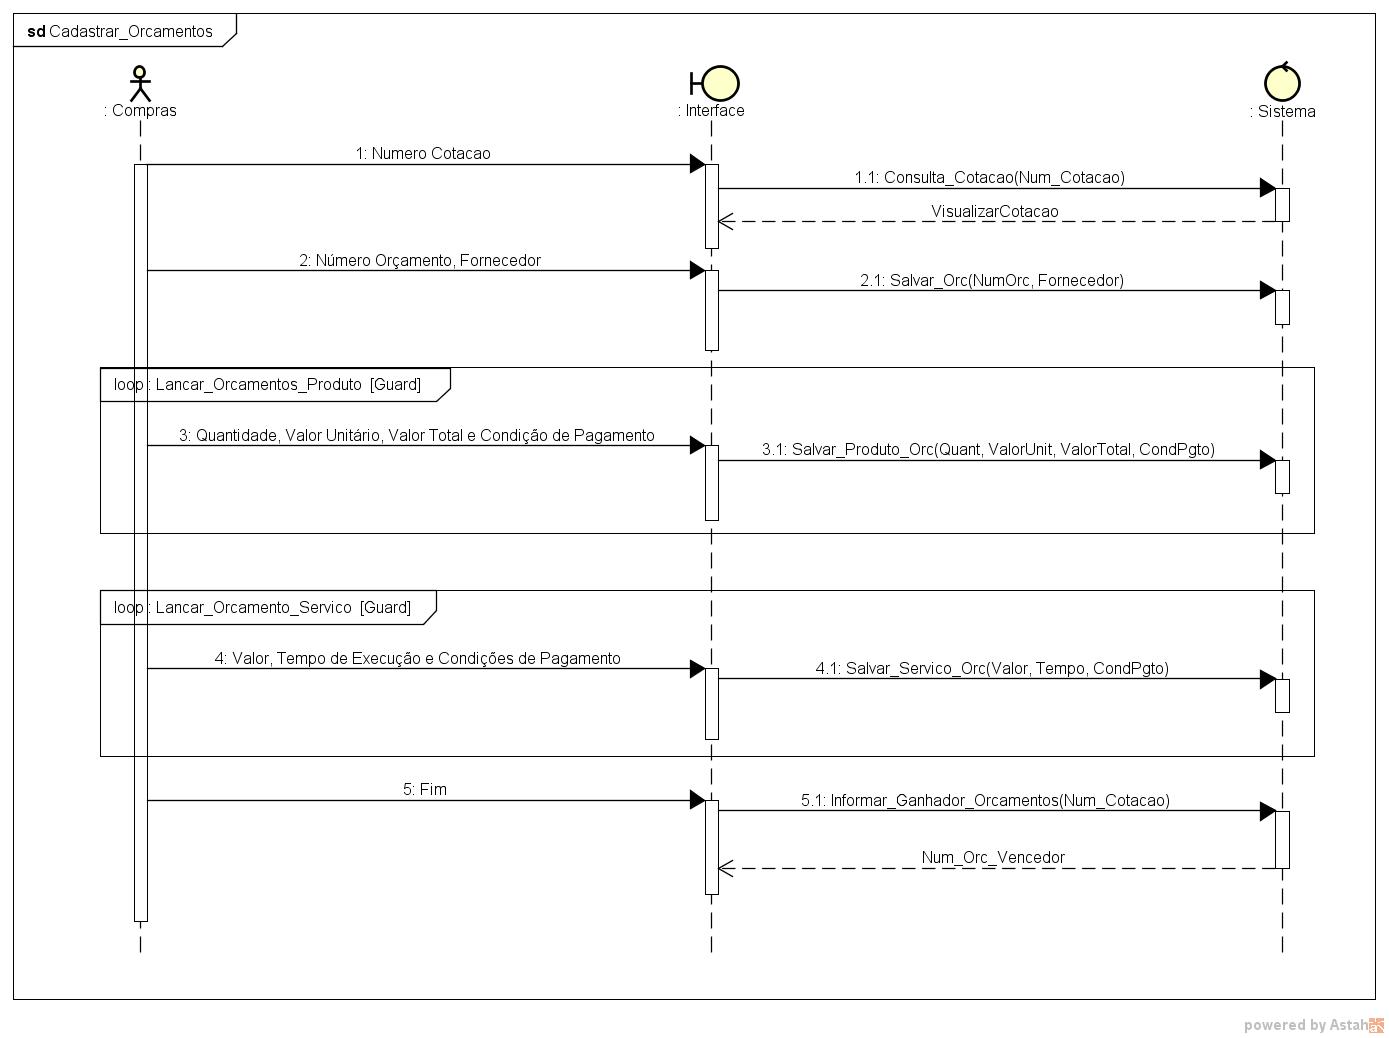 sd Cadastrar_Orcamentos
: Compras
: Interface
: Sistema
1: Numero Cotacao
1.1: Consulta_Cotacao(Num_Cotacao)
VisualizarCotacao
2: Número Orçamento, Fornecedor
2.1: Salvar_Orc(NumOrc, Fornecedor)
loop : Lancar_Orcamentos_Produto [Guard]
3: Quantidade, Valor Unitário, Valor Total e Condição de Pagamento
3.1: Salvar_Produto_Orc(Quant, ValorUnit, ValorTotal, CondPgto)
loop : Lancar_Orcamento_Servico [Guard]
4: Valor, Tempo de Execução e Condições de Pagamento
4.1: Salvar_Servico_Orc(Valor, Tempo, CondPgto)
5: Fim
5.1: Informar_Ganhador_Orcamentos(Num_Cotacao)
Num_Orc_Vencedor
powered by Astah